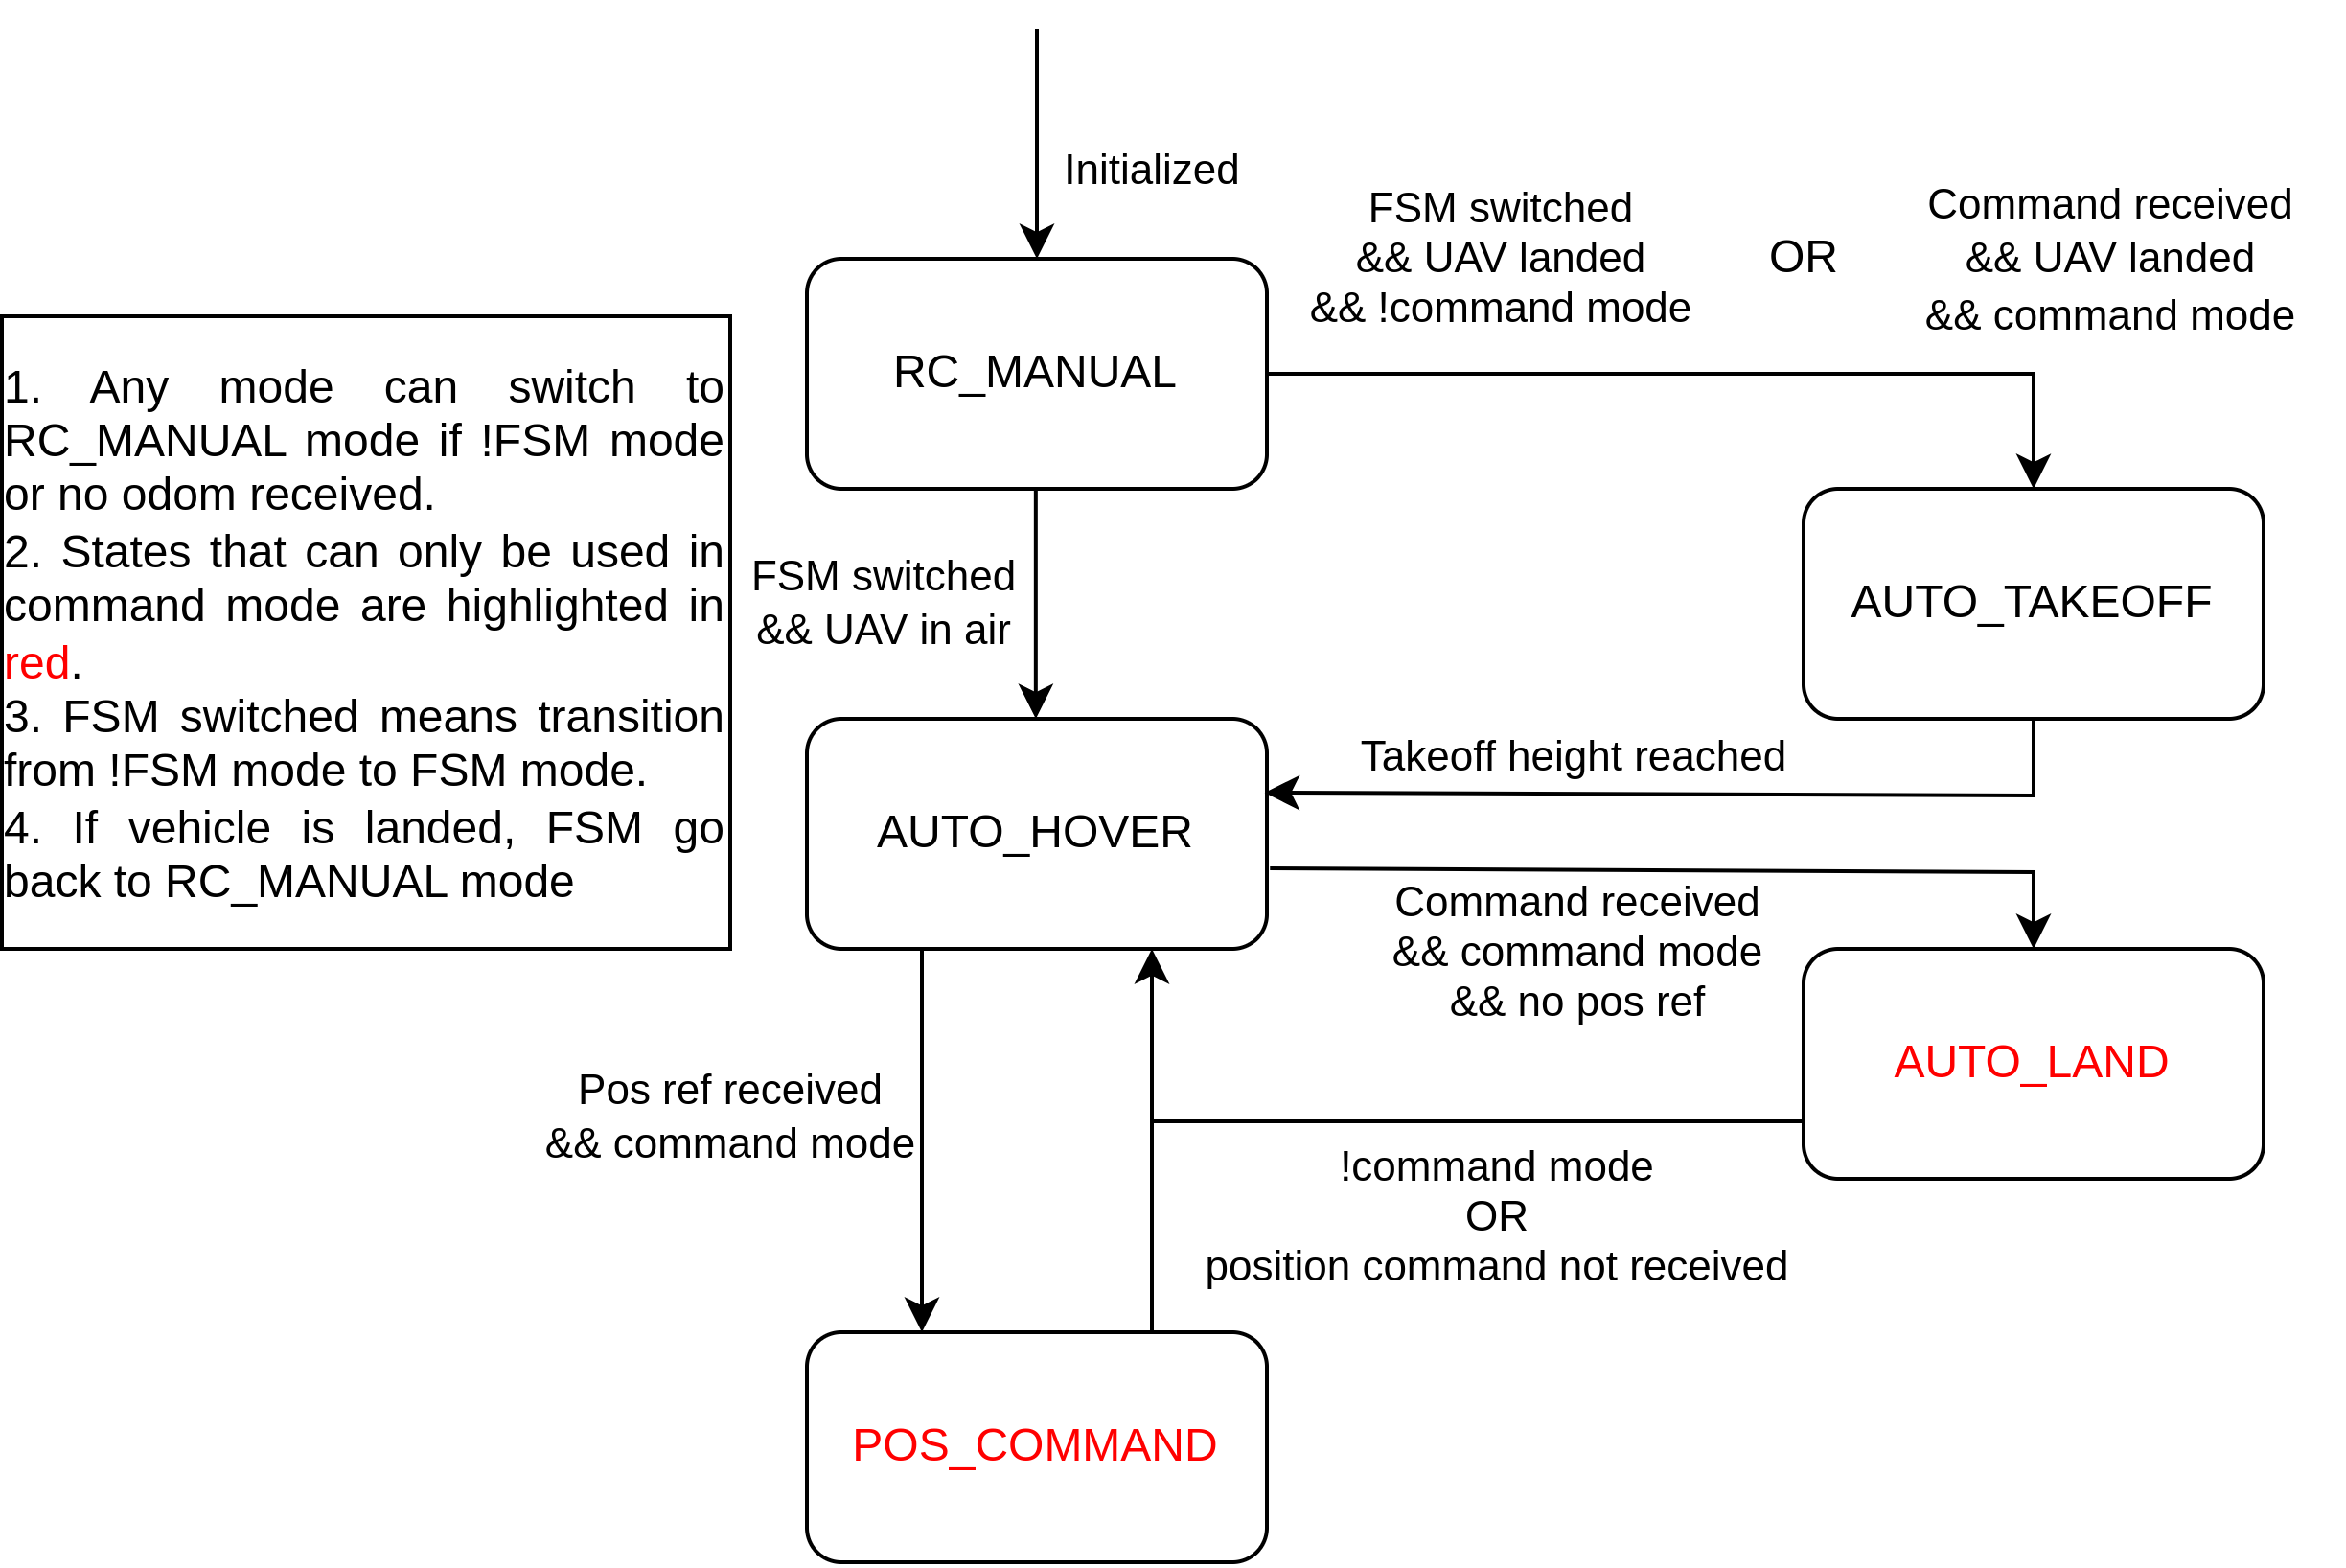 Initialized
FSM switched
&& UAV landed
&& !command mode
OR
Command received
&& UAV landed
&& command mode
RC_MANUAL
1. Any mode can switch to
RC_MANUAL mode if !FSM mode
or no odom received.
2. States that can only be used in
command mode are highlighted in
red.
3. FSM switched means transition
from !FSM mode to FSM mode.
4. If vehicle is landed, FSM go
back to RC_MANUAL mode
FSM switched
&& UAV in air
AUTO_TAKEOFF
Takeoff height reached
AUTO_HOVER
Command received
&& command mode
&& no pos ref
AUTO_LAND
Pos ref received
&& command mode
!command mode
OR
position command not received
POS_COMMAND